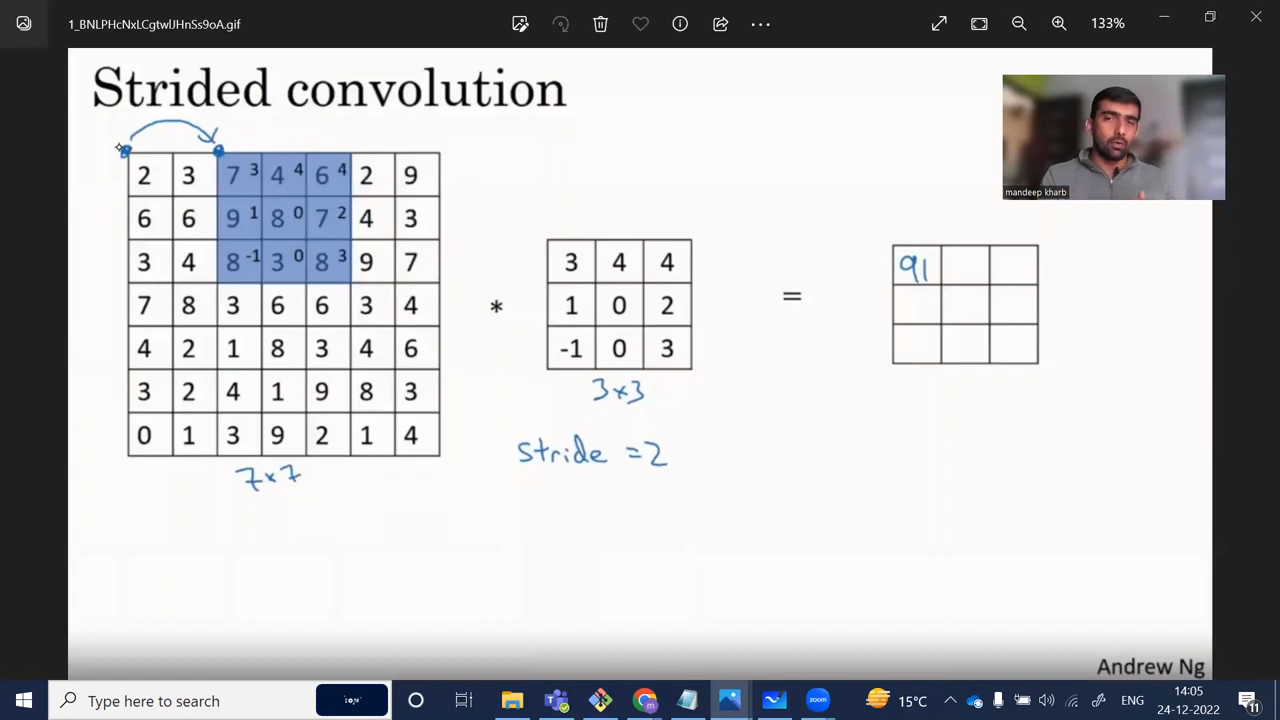 1_BNLPHcNxLCgtwlJHnSs9oA.gif
133%
Strided convolution
mandeep kharb
2 3 7 3 4 4 6 4 2 9
6 6 9 1 8 0 7 2 4 3
3 4 8 -1 3 0 8 3 9 7
7 8 3 6 6 3 4
4 2 1 8 3 4 6
3 2 4 1 9 8 3
0 1 3 9 2 1 4
7×7
*
3 4 4
1 0 2
-1 0 3
3×3
stride =2
=
91
Andrew Ng
Type here to search
15°C
ENG
14:05
24-12-2022
11